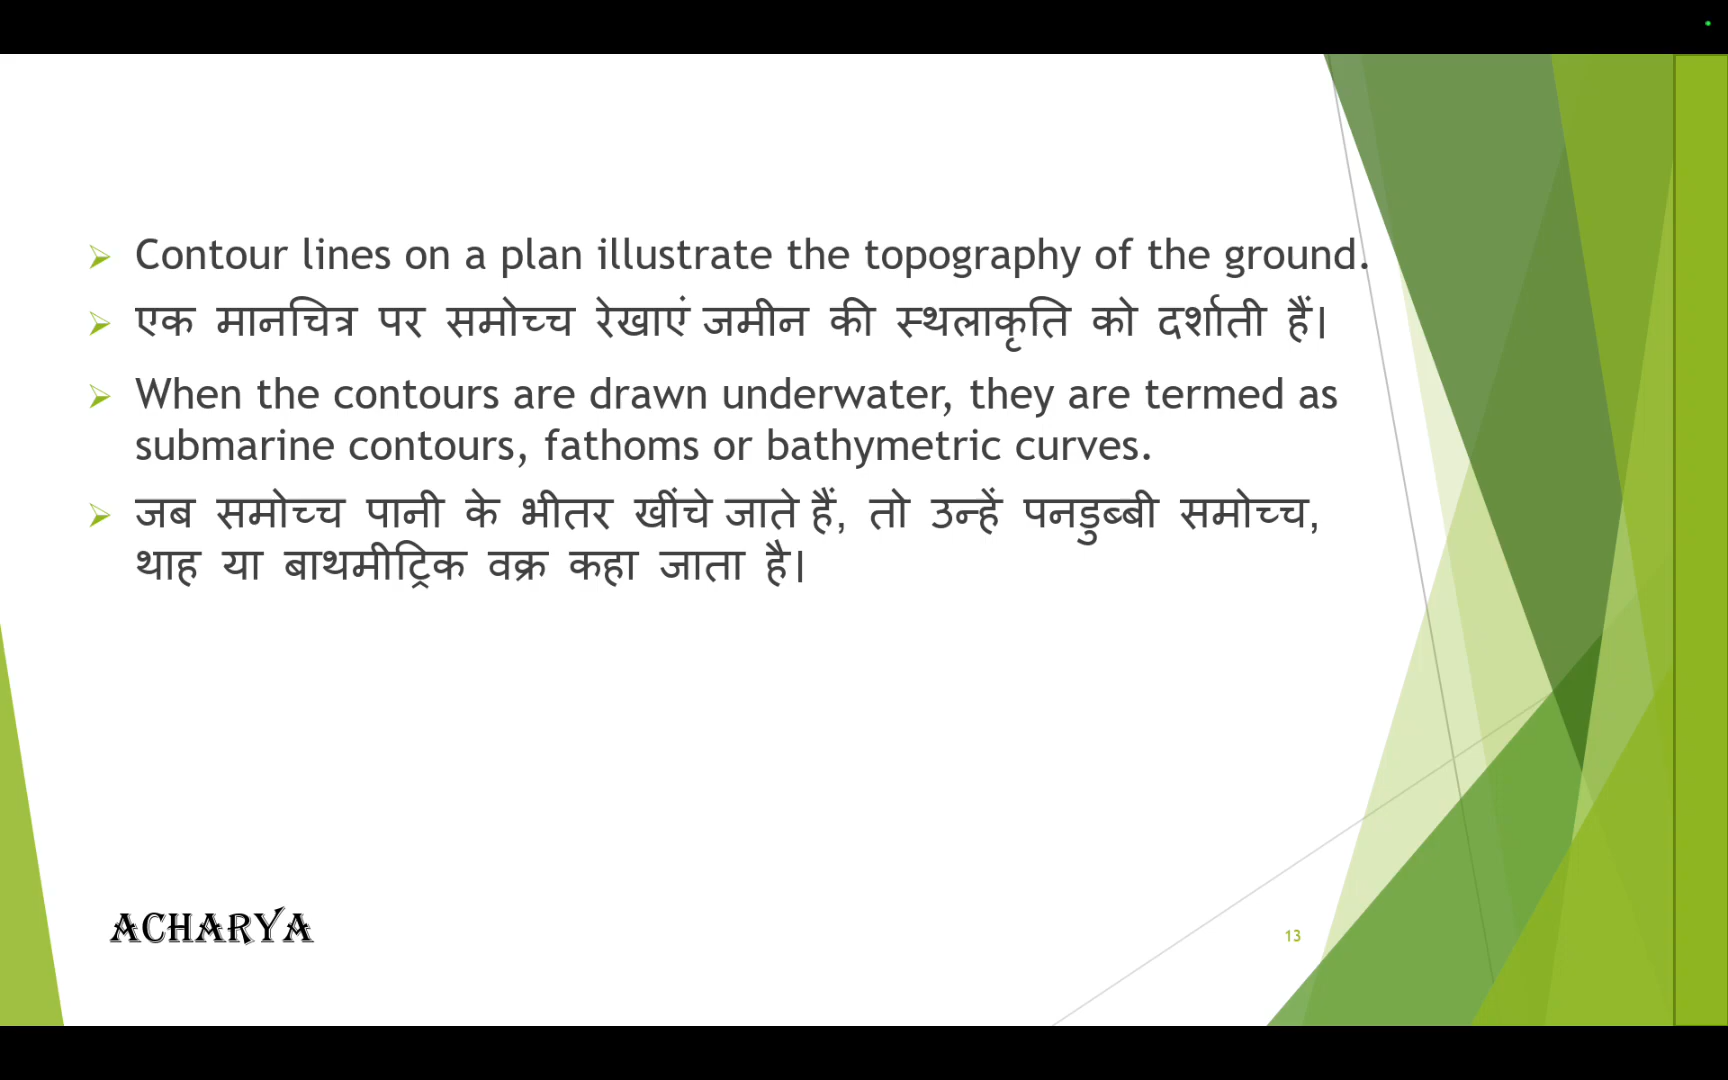 Contour lines on a plan illustrate the topography of the ground.
एक मानचित्र पर समोच्च रेखाएं जमीन की स्थलाकृति को दर्शाती हैं।
When the contours are drawn underwater, they are termed as
submarine contours, fathoms or bathymetric curves.
जब समोच्च पानी के भीतर खींचे जाते हैं, तो उन्हें पनडुब्बी समोच्च,
थाह या बाथमीट्रिक वक्र कहा जाता है।
ACHARYA
13